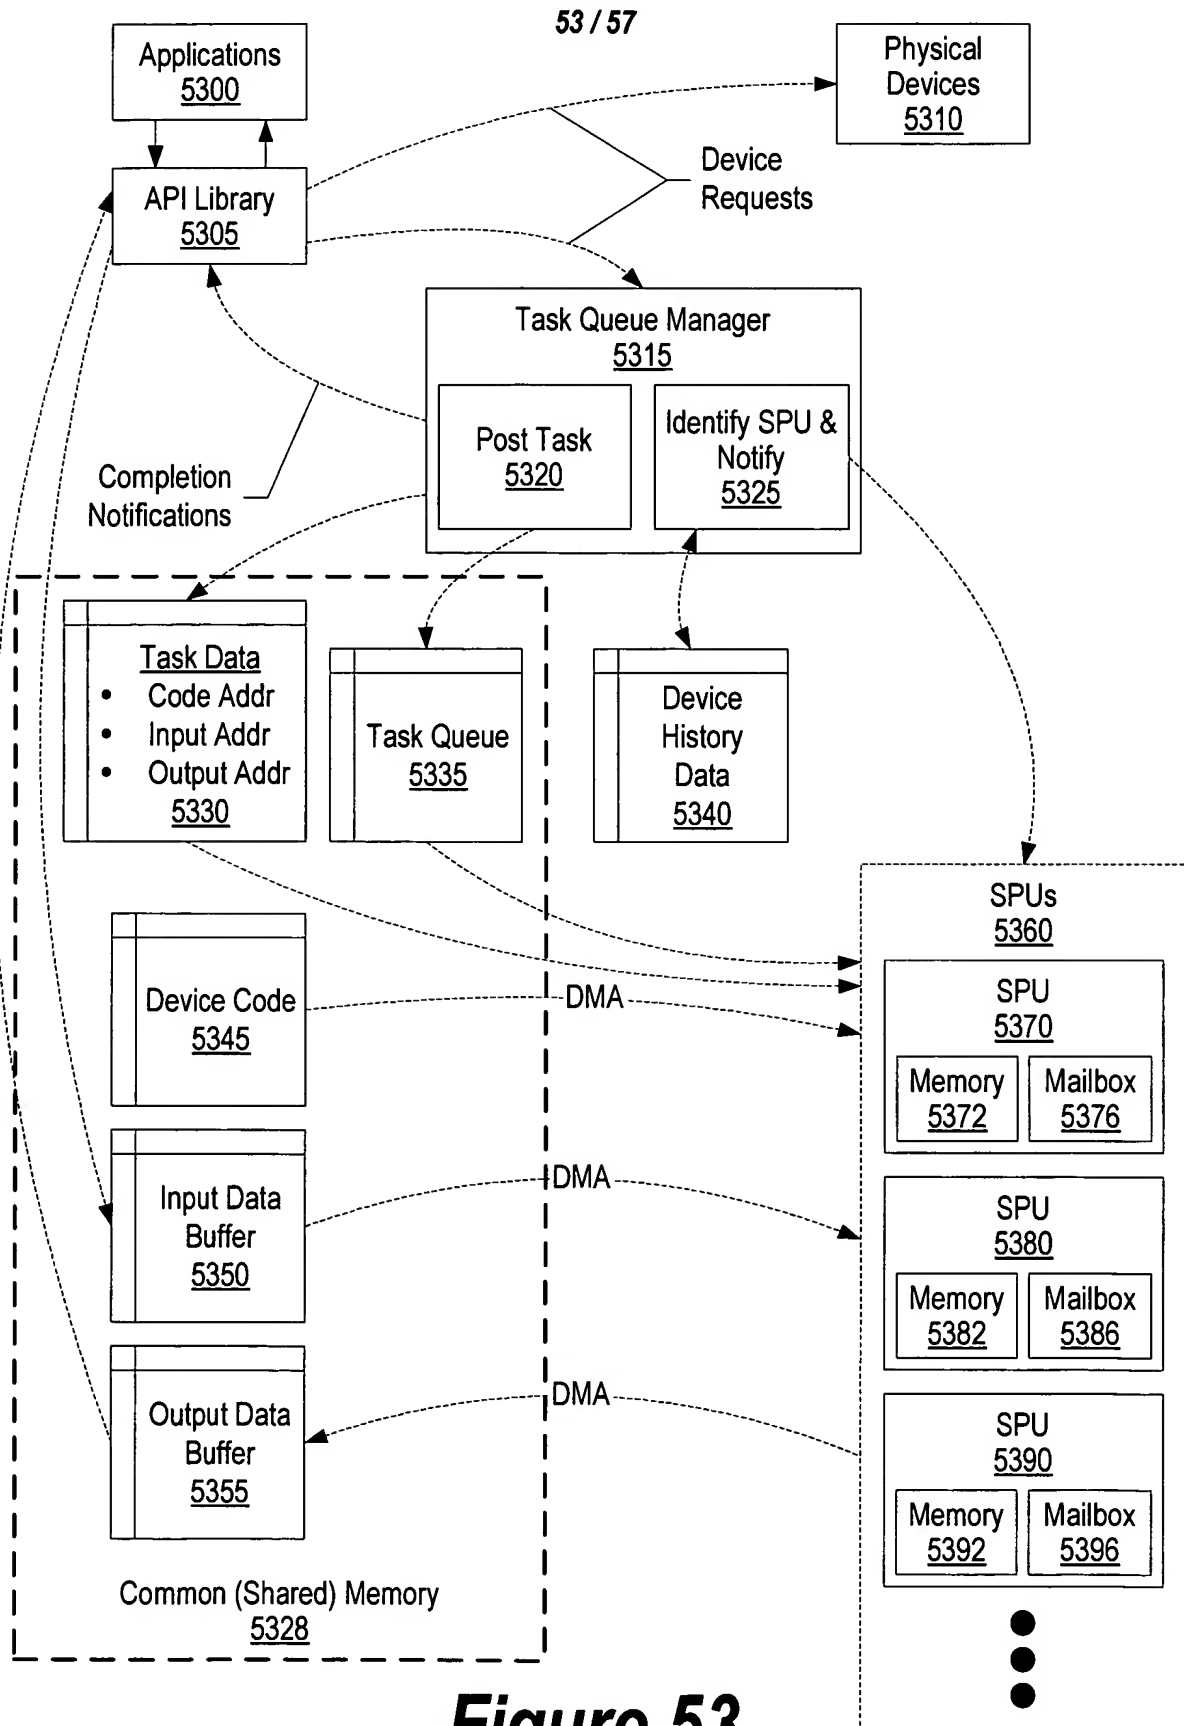 53 / 57
Applications
5300
Physical
Devices
5310
API Library
5305
Device
Requests
Task Queue Manager
5315
Post Task
5320
Identify SPU &
Notify
5325
Completion
Notifications
Task Data
• Code Addr
• Input Addr
• Output Addr
5330
Task Queue
5335
Device
History
Data
5340
SPUs
5360
Device Code
5345
DMA
SPU
5370
Memory
5372
Mailbox
5376
Input Data
Buffer
5350
DMA
SPU
5380
Memory
5382
Mailbox
5386
Output Data
Buffer
5355
DMA
SPU
5390
Memory
5392
Mailbox
5396
Common (Shared) Memory
5328
Figure 53